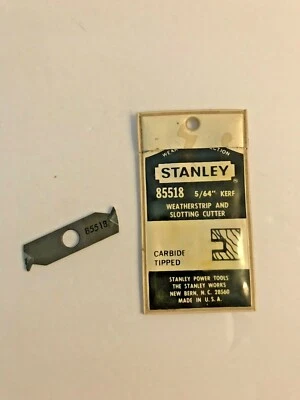 STANLEY
85518 5/64" KERF
WEATHERSTRIP AND
SLOTTING CUTTER
CARBIDE
TIPPED
STANLEY POWER TOOLS
THE STANLEY WORKS
NEW BERN, N. C. 28560
MADE IN U.S.A.
85518